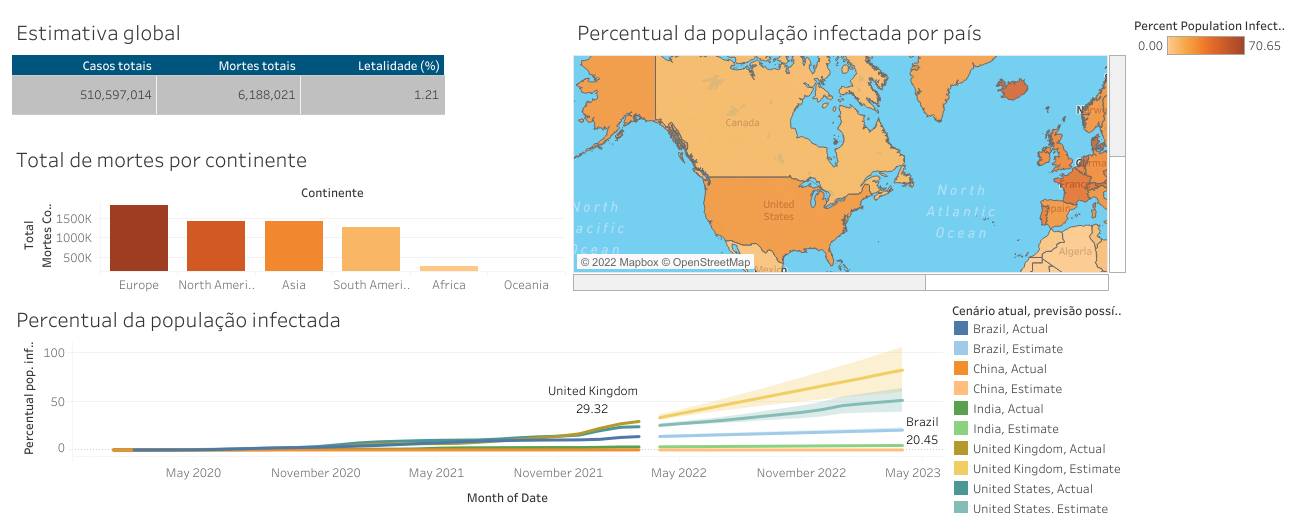 Estimativa global
Casos totais Mortes totais Letalidade (%)
510,597,014 6,188,021 1.21
Total de mortes por continente
Continente
Total
Mortes Co..
1500K
1000K
500K
Europe North Ameri.. Asia South Ameri.. Africa Oceania
Percentual da população infectada por país
Canada
United
States
North
Atlantic
Ocean
North
acific
Ocean
Mexico
Norw
Germa
France
Spain
Algeria
© 2022 Mapbox © OpenStreetMap
Percent Population Infect..
0.00 70.65
Percentual da população infectada
Percentual pop. inf..
100
50
0
United Kingdom
29.32
Brazil
20.45
May 2020 November 2020 May 2021 November 2021 May 2022 November 2022 May 2023
Month of Date
Cenário atual, previsão possí..
Brazil, Actual
Brazil, Estimate
China, Actual
China, Estimate
India, Actual
India, Estimate
United Kingdom, Actual
United Kingdom, Estimate
United States, Actual
United States, Estimate